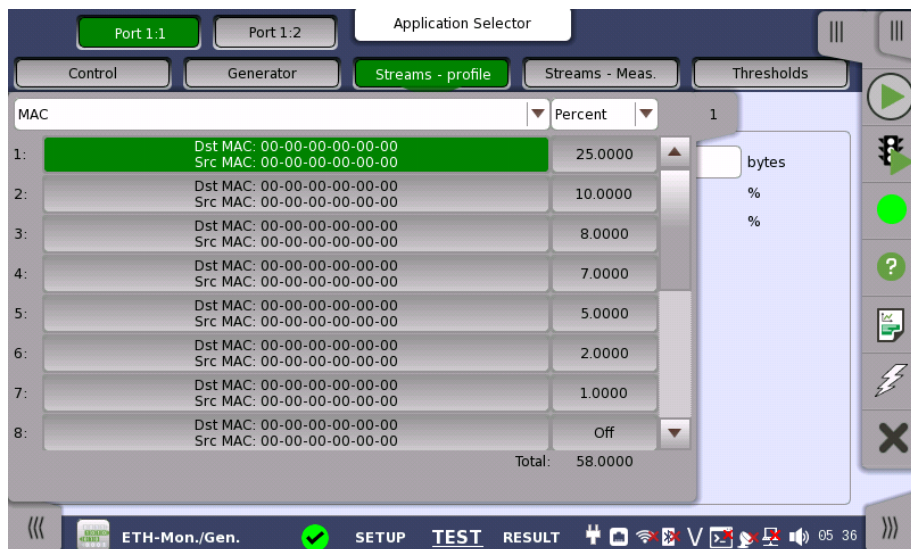 Application Selector
Port 1:1 Port 1:2
Control Generator Streams - profile Streams - Meas. Thresholds
MAC Percent 1
1: Dst MAC: 00-00-00-00-00-00 25.0000 bytes
Src MAC: 00-00-00-00-00-00
2: Dst MAC: 00-00-00-00-00-00 10.0000 %
Src MAC: 00-00-00-00-00-00
3: Dst MAC: 00-00-00-00-00-00 8.0000 %
Src MAC: 00-00-00-00-00-00
4: Dst MAC: 00-00-00-00-00-00 7.0000
Src MAC: 00-00-00-00-00-00
5: Dst MAC: 00-00-00-00-00-00 5.0000
Src MAC: 00-00-00-00-00-00
6: Dst MAC: 00-00-00-00-00-00 2.0000
Src MAC: 00-00-00-00-00-00
7: Dst MAC: 00-00-00-00-00-00 1.0000
Src MAC: 00-00-00-00-00-00
8: Dst MAC: 00-00-00-00-00-00 Off
Src MAC: 00-00-00-00-00-00
Total: 58.0000
ETH-Mon./Gen. SETUP TEST RESULT V 05 36